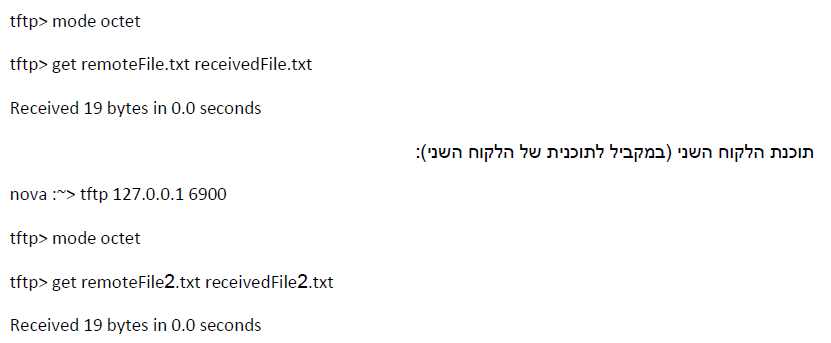 tftp> mode octet
tftp> get remoteFile.txt receivedFile.txt
Received 19 bytes in 0.0 seconds
תוכנת הלקוח השני (במקביל לתוכנית של הלקוח השני):
nova :~> tftp 127.0.0.1 6900
tftp> mode octet
tftp> get remoteFile2.txt receivedFile2.txt
Received 19 bytes in 0.0 seconds